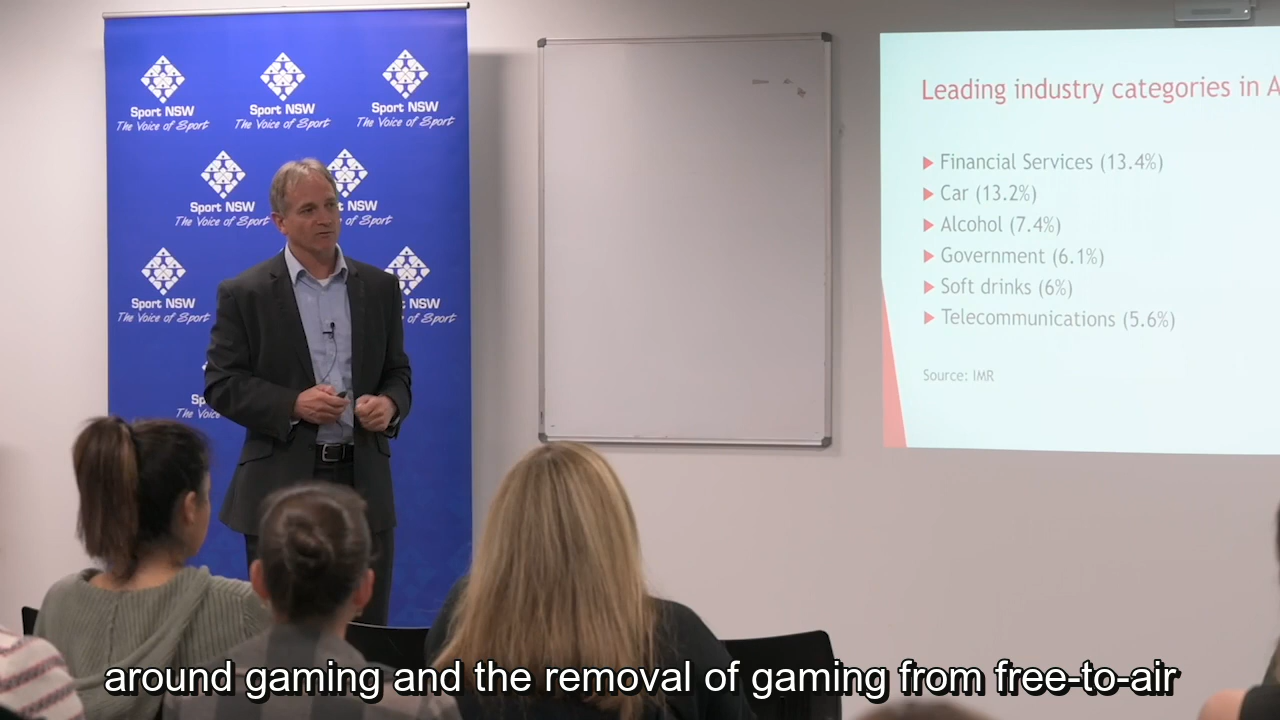 Sport NSW
The Voice of Sport
Sport NSW
The Voice of Sport
Sport NSW
The Voice of Sport
Sport NSW
The Voice of Sport
rt NSW
of Sport
Sport NSW
The Voice of Sport
NSW
Sport
Sp
The Voice
Leading industry categories in A
Financial Services (13.4%)
Car (13.2%)
Alcohol (7.4%)
Government (6.1%)
Soft drinks (6%)
Telecommunications (5.6%)
Source: IMR
around gaming and the removal of gaming from free-to-air